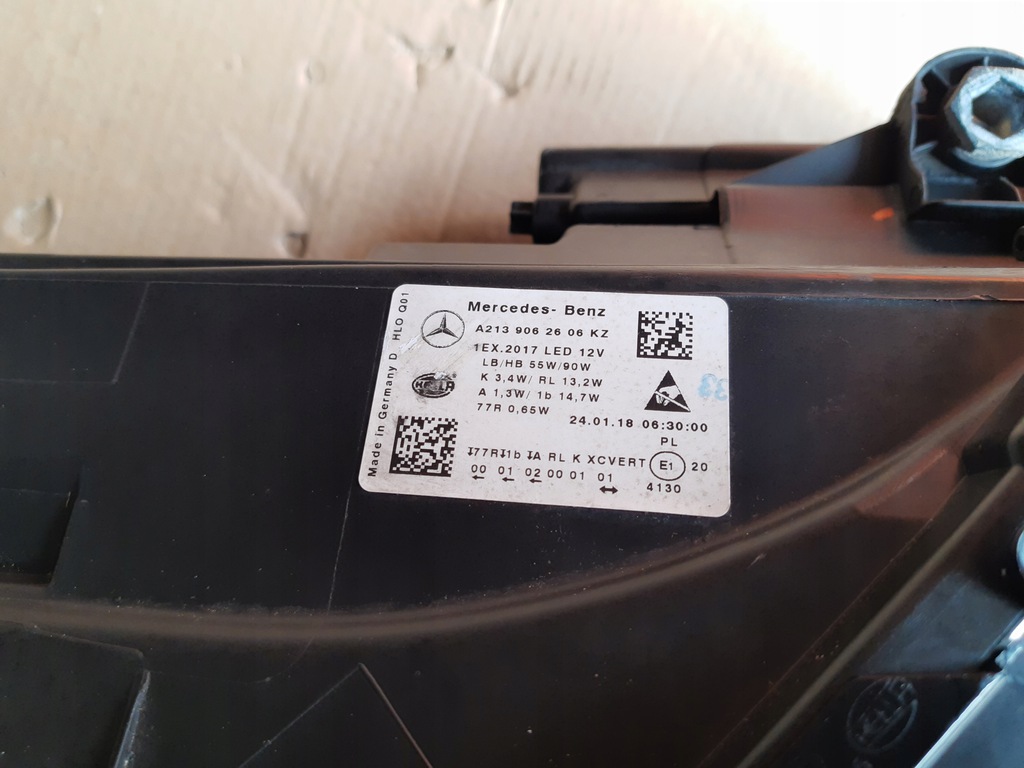 Made in Germany D HLO Q01
Mercedes- Benz
A213 906 26 06 KZ
1EX.2017 LED 12V
LB/HB 55W/90W
K 3,4W/ RL 13,2W
A 1,3W/ 1b 14,7W
77R 0,65W
HELLA
33
24.01.18 06:30:00
PL
77R 1b A RL K XCVERT E1 20
00 01 02 00 01 01
4130